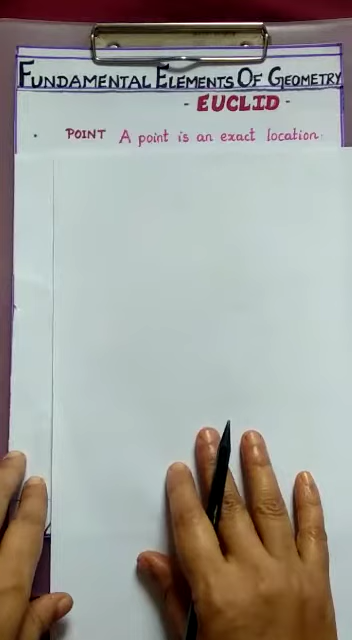 FUNDAMENTAL ELEMENTS OF GEOMETRY
- EUCLID -
• POINT A point is an exact location.